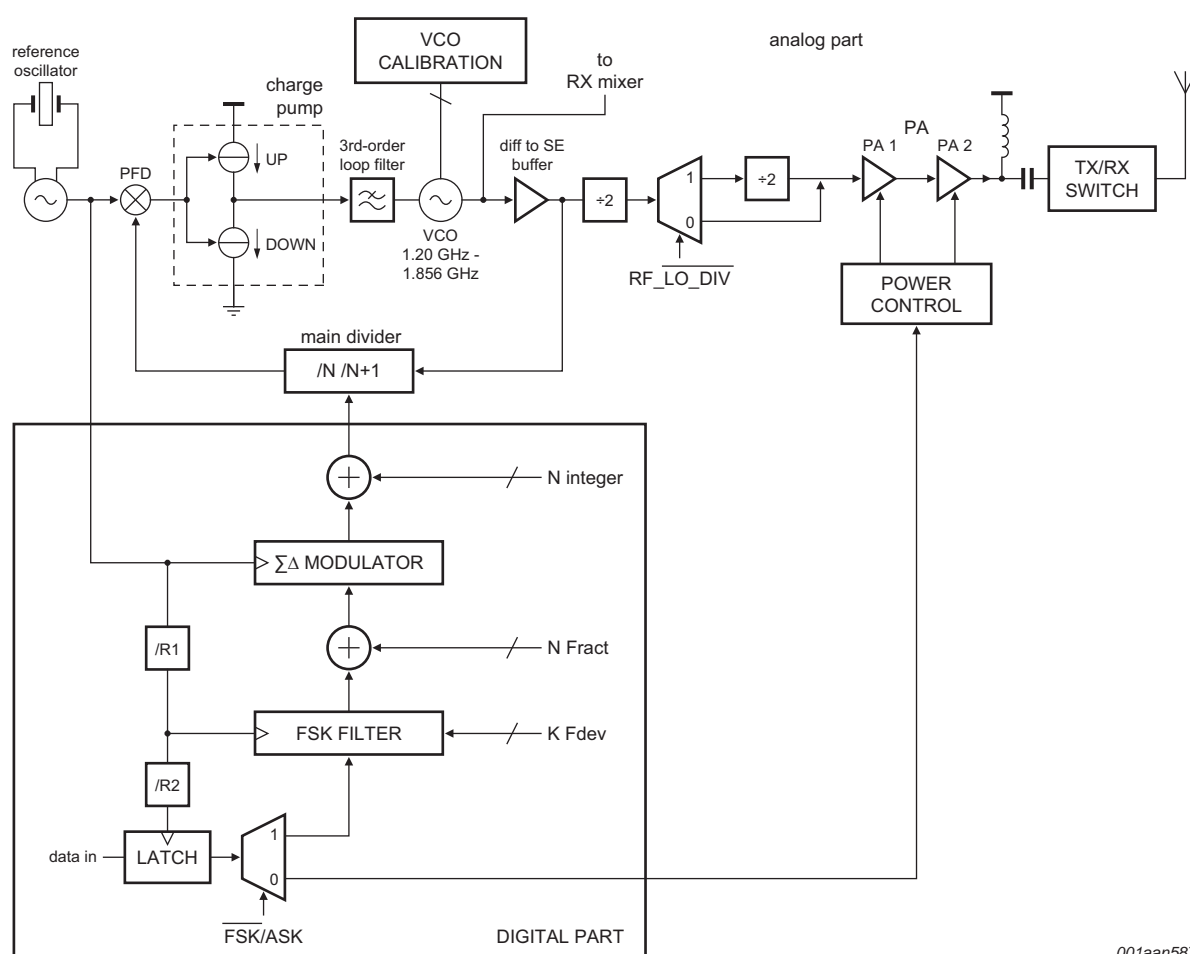 reference
oscillator
VCO
CALIBRATION
to
RX mixer
analog part
charge
pump
UP
DOWN
PFD
3rd-order
loop filter
VCO
1.20 GHz -
1.856 GHz
diff to SE
buffer
÷2
1
0
RF_LO_DIV
÷2
PA
PA 1
PA 2
TX/RX
SWITCH
POWER
CONTROL
main divider
/N /N+1
N integer
∑Δ MODULATOR
/R1
N Fract
FSK FILTER
K Fdev
/R2
data in
LATCH
1
0
FSK/ASK
DIGITAL PART